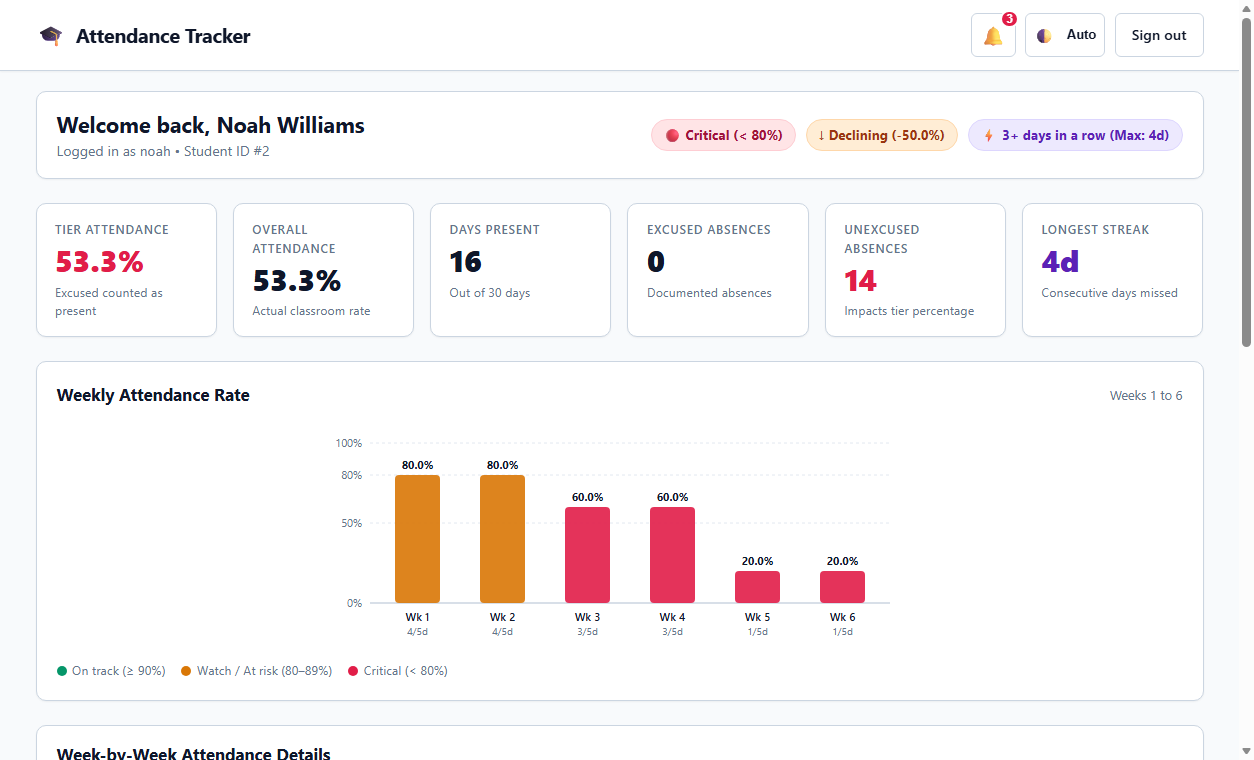 Attendance Tracker
3
Auto
Sign out
Welcome back, Noah Williams
Logged in as noah • Student ID #2
Critical (< 80%)
↓ Declining (-50.0%)
3+ days in a row (Max: 4d)
TIER ATTENDANCE
53.3%
Excused counted as
present
OVERALL
ATTENDANCE
53.3%
Actual classroom rate
DAYS PRESENT
16
Out of 30 days
EXCUSED ABSENCES
0
Documented absences
UNEXCUSED
ABSENCES
14
Impacts tier percentage
LONGEST STREAK
4d
Consecutive days missed
Weekly Attendance Rate
Weeks 1 to 6
100%
80%
50%
0%
80.0%
80.0%
60.0%
60.0%
20.0%
20.0%
Wk 1
Wk 2
Wk 3
Wk 4
Wk 5
Wk 6
4/5d
4/5d
3/5d
3/5d
1/5d
1/5d
On track (≥ 90%)
Watch / At risk (80–89%)
Critical (< 80%)
Week-by-Week Attendance Details